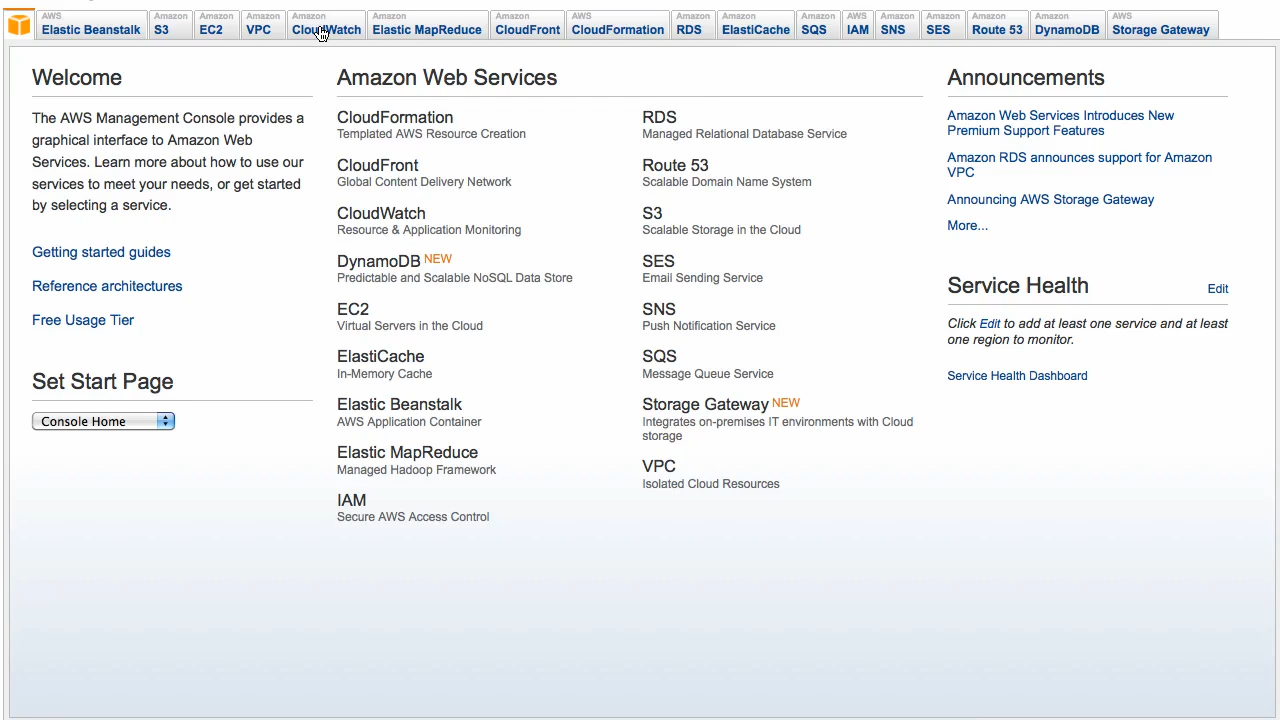 AWS
Elastic Beanstalk
Amazon
S3
Amazon
EC2
Amazon
VPC
Amazon
CloudWatch
Amazon
Elastic MapReduce
Amazon
CloudFront
AWS
CloudFormation
Amazon
RDS
Amazon
ElastiCache
Amazon
SQS
AWS
IAM
Amazon
SNS
Amazon
SES
Amazon
Route 53
Amazon
DynamoDB
AWS
Storage Gateway
Welcome
The AWS Management Console provides a
graphical interface to Amazon Web
Services. Learn more about how to use our
services to meet your needs, or get started
by selecting a service.
Getting started guides
Reference architectures
Free Usage Tier
Set Start Page
Console Home
Amazon Web Services
CloudFormation
Templated AWS Resource Creation
CloudFront
Global Content Delivery Network
CloudWatch
Resource & Application Monitoring
DynamoDB NEW
Predictable and Scalable NoSQL Data Store
EC2
Virtual Servers in the Cloud
ElastiCache
In-Memory Cache
Elastic Beanstalk
AWS Application Container
Elastic MapReduce
Managed Hadoop Framework
IAM
Secure AWS Access Control
RDS
Managed Relational Database Service
Route 53
Scalable Domain Name System
S3
Scalable Storage in the Cloud
SES
Email Sending Service
SNS
Push Notification Service
SQS
Message Queue Service
Storage Gateway NEW
Integrates on-premises IT environments with Cloud
storage
VPC
Isolated Cloud Resources
Announcements
Amazon Web Services Introduces New
Premium Support Features
Amazon RDS announces support for Amazon
VPC
Announcing AWS Storage Gateway
More...
Service Health
Edit
Click Edit to add at least one service and at least
one region to monitor.
Service Health Dashboard